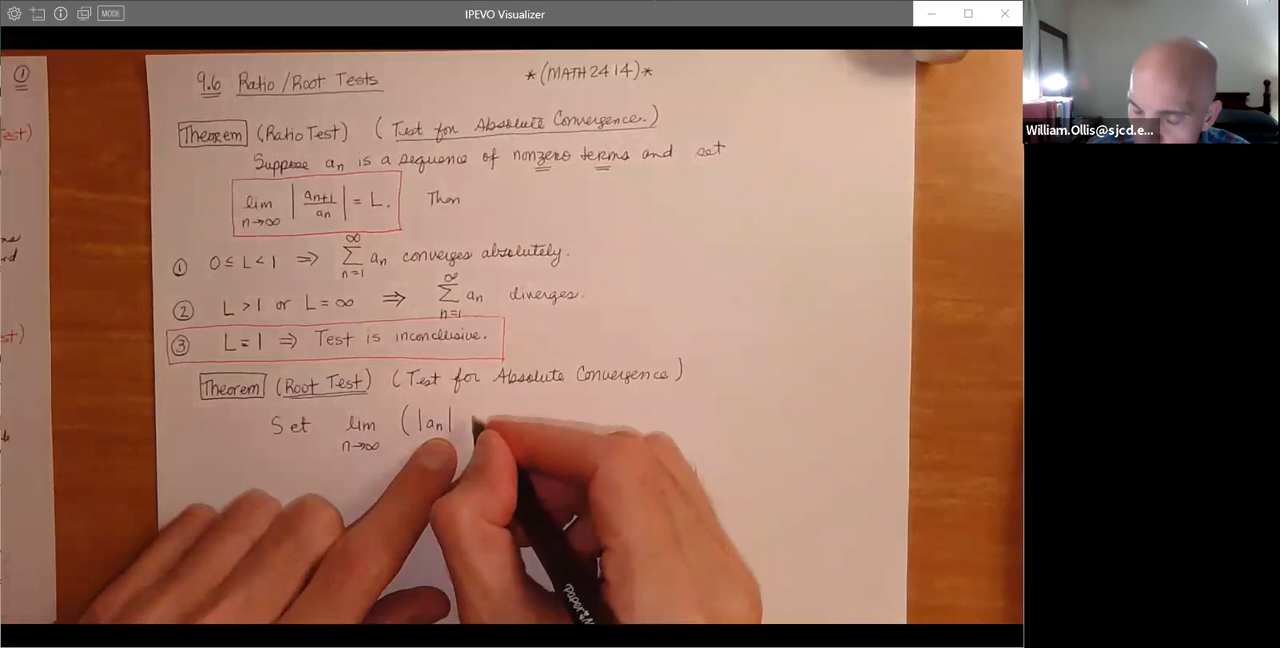 IPEVO Visualizer
MODE
①
9.6 Ratio/Root Tests
*(MATH 2414)*
Theorem (Ratio Test) (Test for Absolute Convergence.)
Suppose aₙ is a sequence of nonzero terms and set
lim n→∞ |aₙ₊₁/aₙ| = L. Then
① 0 ≤ L < 1 ⇒ ∑ n=1 ∞ aₙ converges absolutely.
② L > 1 or L = ∞ ⇒ ∑ n=1 ∞ aₙ diverges.
③ L = 1 ⇒ Test is inconclusive.
Theorem (Root Test) (Test for Absolute Convergence)
Set lim n→∞ (|aₙ|
William.Ollis@sjcd.e...